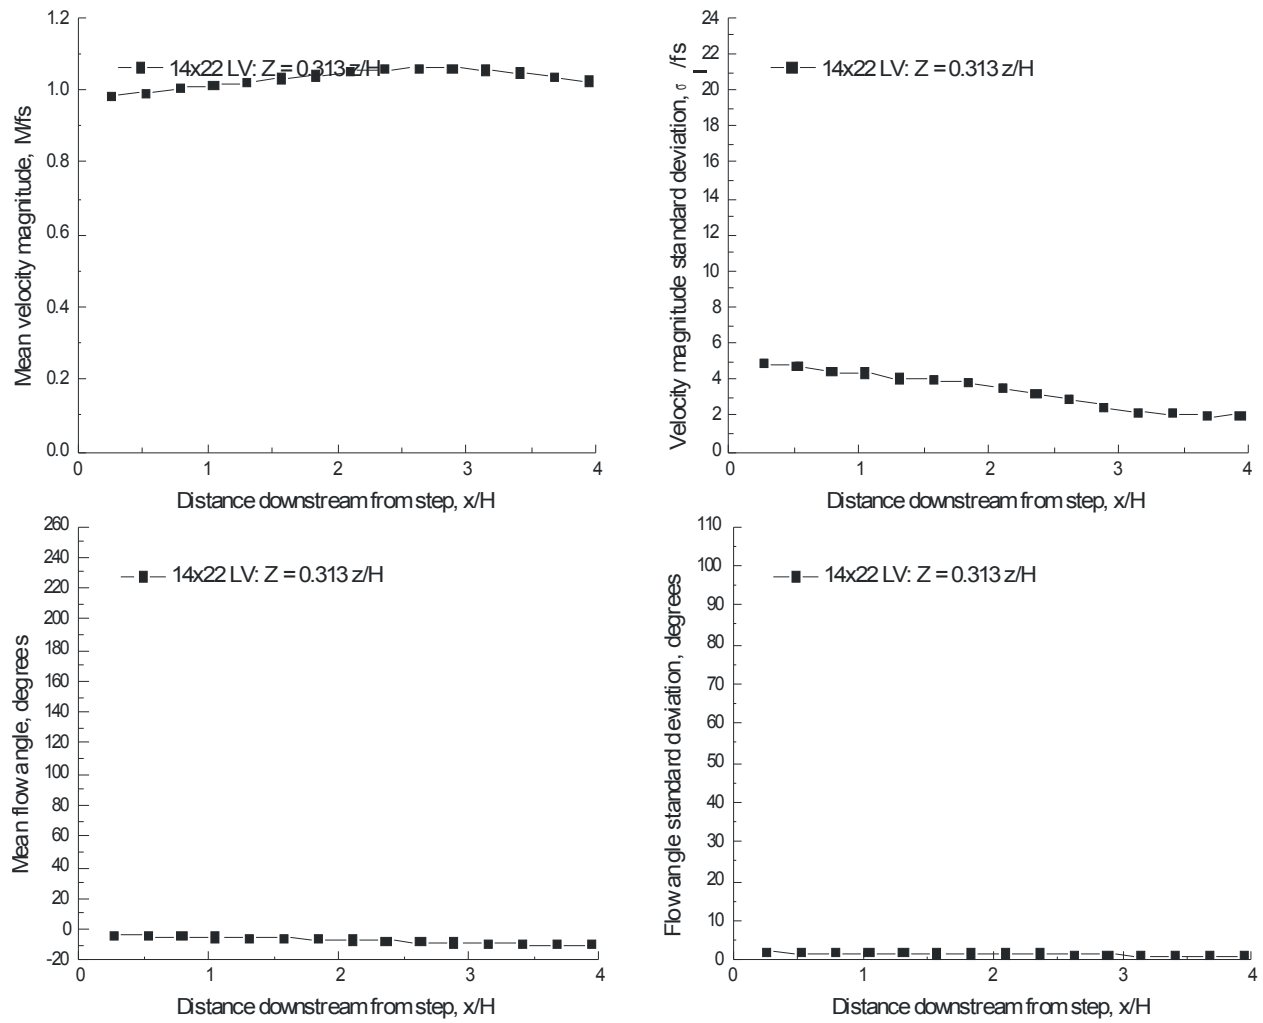 Mean velocity magnitude, M/fs
1.2
1.0
0.8
0.6
0.4
0.2
0.0
14x22 LV: Z = 0.313 z/H
0 1 2 3 4
Distance downstream from step, x/H
Velocity magnitude standard deviation, σ /fs
24
22
20
18
16
14
12
10
8
6
4
2
0
14x22 LV: Z = 0.313 z/H
0 1 2 3 4
Distance downstream from step, x/H
Mean flow angle, degrees
260
240
220
200
180
160
140
120
100
80
60
40
20
0
-20
14x22 LV: Z = 0.313 z/H
0 1 2 3 4
Distance downstream from step, x/H
Flow angle standard deviation, degrees
110
100
90
80
70
60
50
40
30
20
10
0
14x22 LV: Z = 0.313 z/H
0 1 2 3 4
Distance downstream from step, x/H